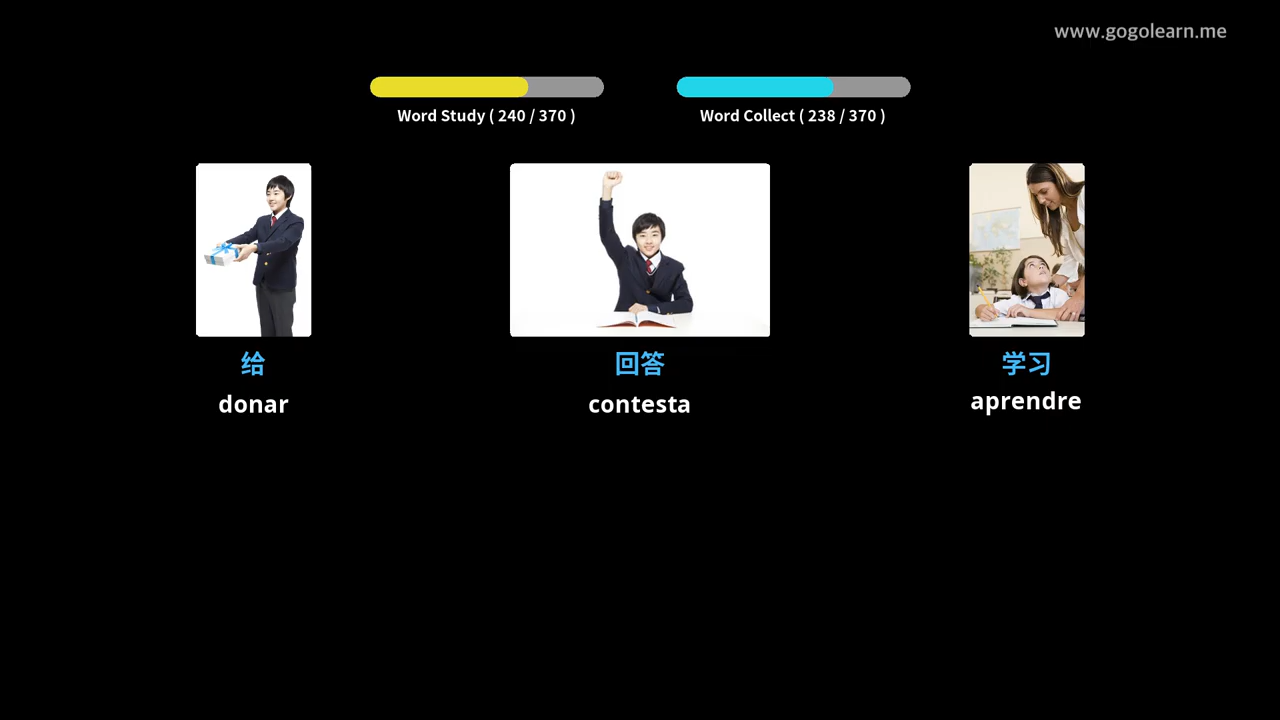 www.gogolearn.me
Word Study ( 240 / 370 )
Word Collect ( 238 / 370 )
给
回答
学习
donar
contesta
aprendre